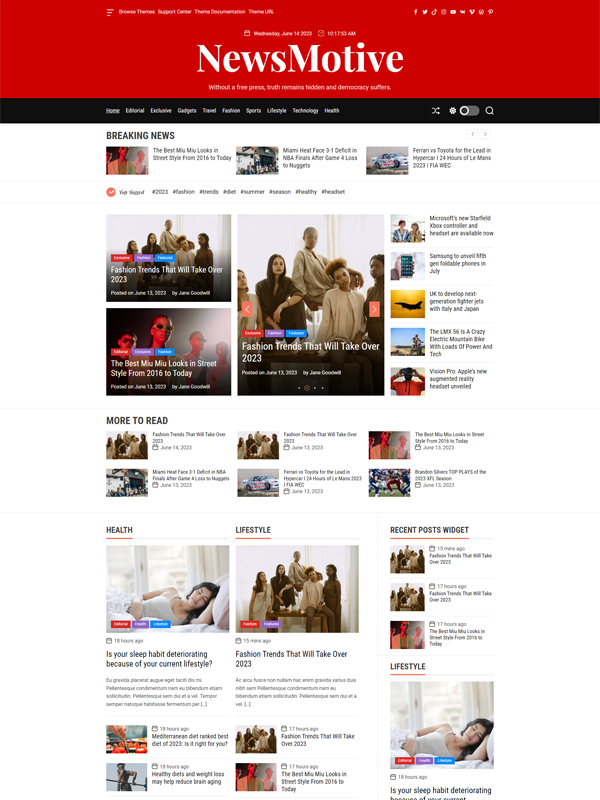 Browse Themes Support Center Theme Documentation Theme URL
Wednesday, June 14 2023 10:17:53 AM
NewsMotive
Without a free press, truth remains hidden and democracy suffers.
Home Editorial Exclusive Gadgets Travel Fashion Sports Lifestyle Technology Health
BREAKING NEWS
The Best Miu Miu Looks in
Street Style From 2016 to Today
Miami Heat Face 3-1 Deficit in
NBA Finals After Game 4 Loss
to Nuggets
Ferrari vs Toyota for the Lead in
Hypercar I 24 Hours of Le Mans
2023 I FIA WEC
Top Tagged #2023 #fashion #trends #diet #summer #season #healthy #headset
Exclusive Fashion Featured
Fashion Trends That Will Take Over
2023
Posted on June 13, 2023 by Jane Goodwill
Editorial Exclusive Fashion
The Best Miu Miu Looks in Street
Style From 2016 to Today
Posted on June 13, 2023 by Jane Goodwill
Exclusive Fashion Featured
Fashion Trends That Will Take Over
2023
Posted on June 13, 2023 by Jane Goodwill
Microsoft's new Starfield
Xbox controller and
headset are available now
Samsung to unveil fifth
gen foldable phones in
July
UK to develop next-
generation fighter jets
with Italy and Japan
The LMX 56 Is A Crazy
Electric Mountain Bike
With Loads Of Power And
Tech
Vision Pro: Apple's new
augmented reality
headset unveiled
MORE TO READ
Fashion Trends That Will Take Over
2023
June 14, 2023
Fashion Trends That Will Take Over
2023
June 13, 2023
The Best Miu Miu Looks in Street
Style From 2016 to Today
June 13, 2023
Miami Heat Face 3-1 Deficit in NBA
Finals After Game 4 Loss to Nuggets
June 13, 2023
Ferrari vs Toyota for the Lead in
Hypercar I 24 Hours of Le Mans 2023
I FIA WEC
June 13, 2023
Brandon Silvers TOP PLAYS of the
2023 XFL Season
June 13, 2023
HEALTH
Editorial Health Lifestyle
18 hours ago
Is your sleep habit deteriorating
because of your current lifestyle?
Eu gravida placerat augue eget taciti dis mi
Pellentesque condimentum nam eu bibendum etiam
sollicitudin. Pellentesque sem dui et a vel. Tempor
semper natoque habitasse fermentum per [...]
18 hours ago
Mediterranean diet ranked best
diet of 2023: Is it right for you?
18 hours ago
Healthy diets and weight loss
may help reduce brain aging
LIFESTYLE
Fashion Featured
15 mins ago
Fashion Trends That Will Take Over
2023
Ac arcu fusce non nullam hac enim gravida varius duis
nibh sem Pellentesque condimentum nam eu
bibendum etiam sollicitudin. Pellentesque sem dui et a
vel. [...]
17 hours ago
Fashion Trends That Will Take
Over 2023
17 hours ago
The Best Miu Miu Looks in
Street Style From 2016 to Today
RECENT POSTS WIDGET
15 mins ago
Fashion Trends That Will Take
Over 2023
17 hours ago
Fashion Trends That Will Take
Over 2023
17 hours ago
The Best Miu Miu Looks in
Street Style From 2016 to
Today
LIFESTYLE
Editorial Health Lifestyle
18 hours ago
Is your sleep habit deteriorating
because of your current